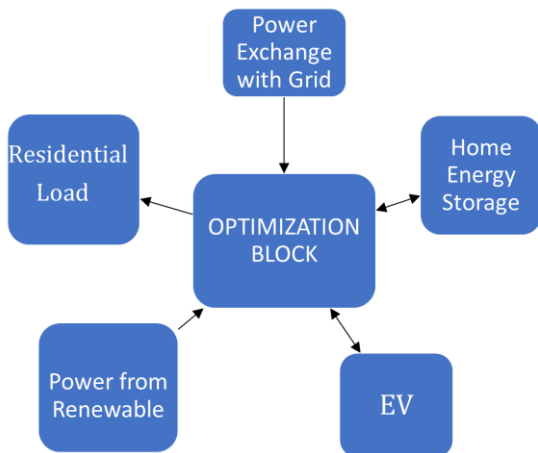 Power
Exchange
with Grid
Residential
Load
Home
Energy
Storage
OPTIMIZATION
BLOCK
Power from
Renewable
EV